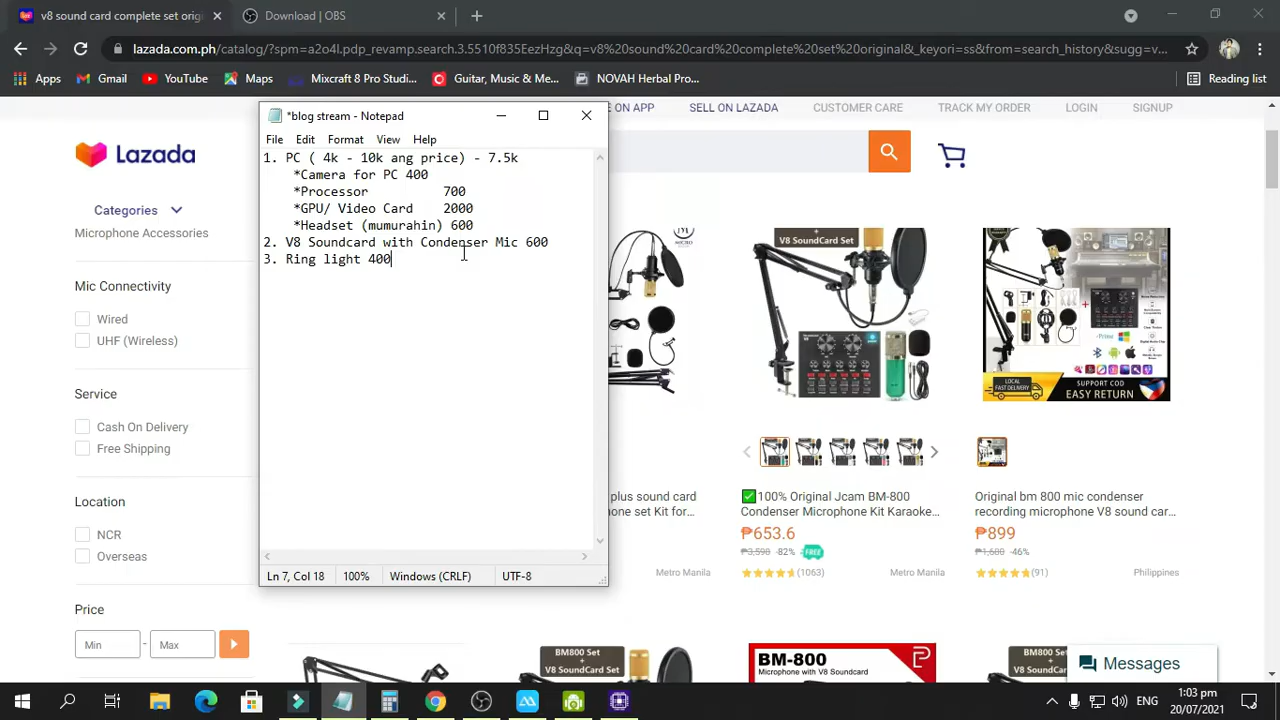 v8 sound card complete set origi
Download | OBS
lazada.com.ph/catalog/?spm=a2o4l.pdp_revamp.search.3.5510f835EezHzg&q=v8%20sound%20card%20complete%20set%20original&_keyori=ss&from=search_history&sugg=v...
Apps
Gmail
YouTube
Maps
Mixcraft 8 Pro Studi...
Guitar, Music & Me...
NOVAH Herbal Pro...
Reading list
E ON APP
SELL ON LAZADA
CUSTOMER CARE
TRACK MY ORDER
LOGIN
SIGNUP
*blog stream - Notepad
File Edit Format View Help
1. PC ( 4k - 10k ang price) - 7.5k
*Camera for PC 400
*Processor 700
*GPU/ Video Card 2000
*Headset (mumurahin) 600
2. V8 Soundcard with Condenser Mic 600
3. Ring light 400
Ln 7, Col 18 100% Windows (CRLF) UTF-8
Lazada
Categories
Microphone Accessories
Mic Connectivity
Wired
UHF (Wireless)
Service
Cash On Delivery
Free Shipping
Location
NCR
Overseas
Price
Min - Max
plus sound card
hone set Kit for...
Metro Manila
+
V8 SoundCard Set
✅100% Original Jcam BM-800
Condenser Microphone Kit Karaoke...
₱653.6
₱3,598 -82% FREE
(1063)
Metro Manila
LOCAL
FAST DELIVERY
SUPPORT COD
EASY RETURN
Original bm 800 mic condenser
recording microphone V8 sound car...
₱899
₱1,680 -46%
(91)
Philippines
BM800 Set
+
V8 SoundCard Set
BM-800
Microphone with V8 Soundcard
BM800 Set
+
V8 SoundCard
Messages
ENG
1:03 pm
20/07/2021